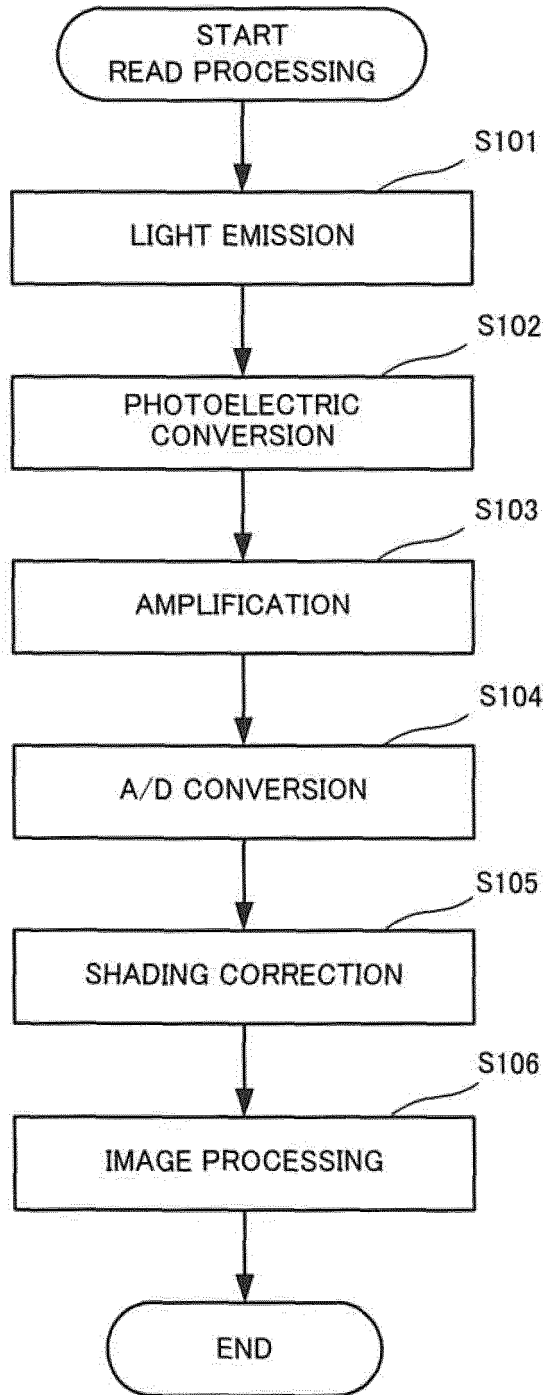 START
READ PROCESSING
S101
LIGHT EMISSION
S102
PHOTOELECTRIC
CONVERSION
S103
AMPLIFICATION
S104
A/D CONVERSION
S105
SHADING CORRECTION
S106
IMAGE PROCESSING
END